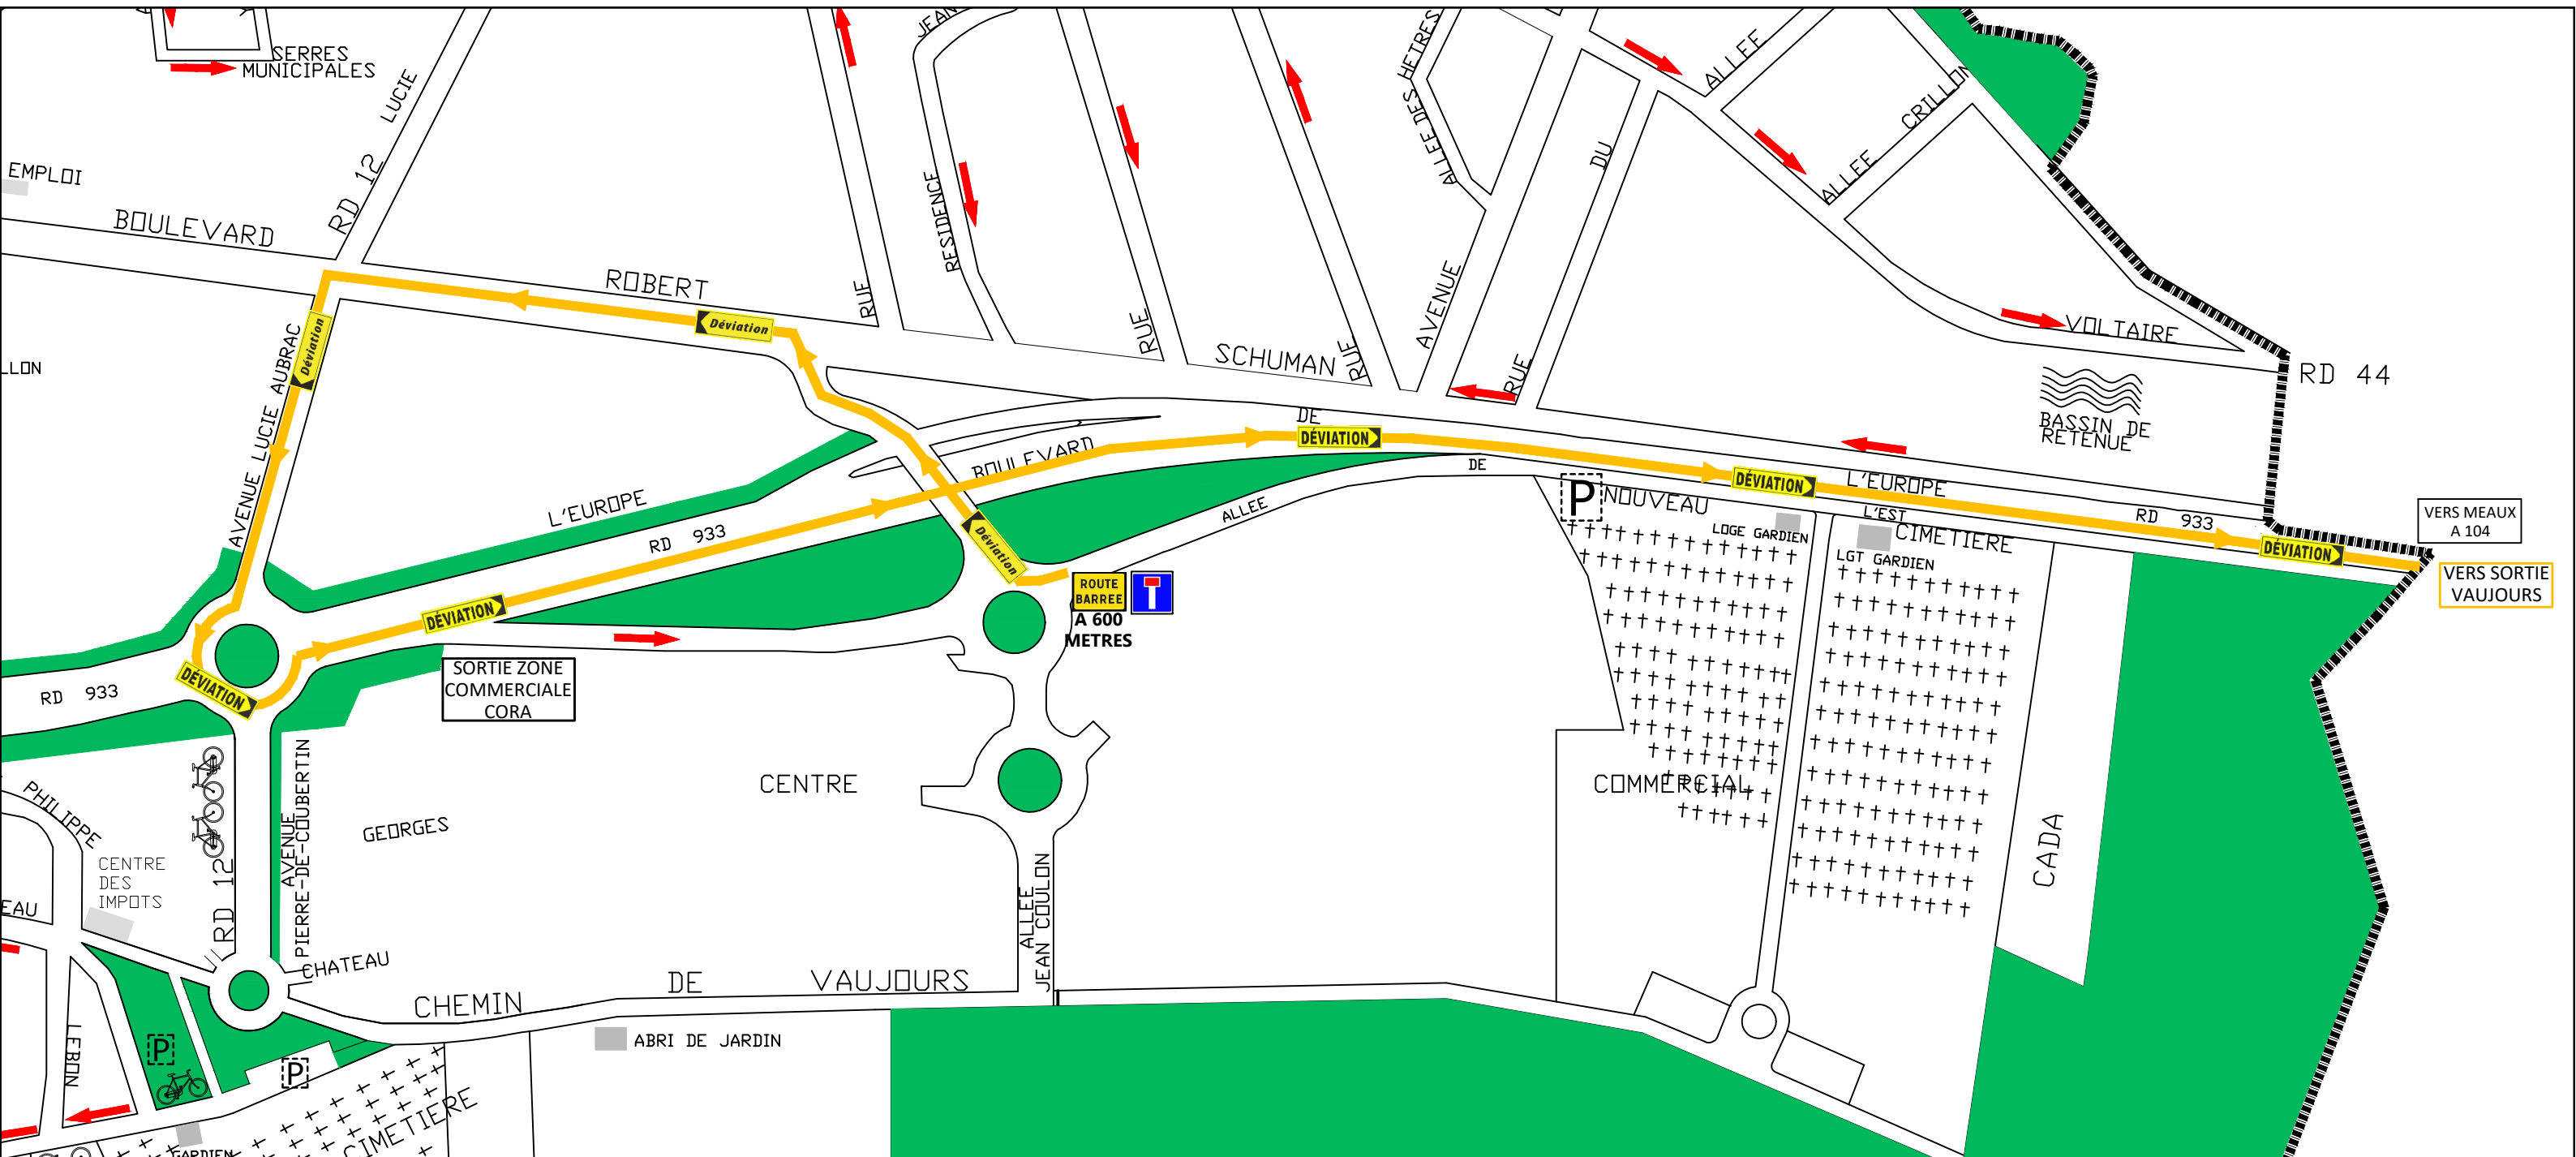 SERRES
MUNICIPALES
LUCIE
RD 12
EMPLOI
BOULEVARD
ROBERT
SCHUMAN
RUE
JEAN
RESIDENCE
RUE
RUE
ALLEE DES HETRES
AVENUE
DU
RUE
ALLEE
CRILLON
ALLEE
VOLTAIRE
RD 44
BASSIN DE
RETENUE
LLON
AVENUE LUCIE AUBRAC
Déviation
Déviation
Déviation
L'EUROPE
RD 933
BOULEVARD
DE
DÉVIATION
DÉVIATION
L'EUROPE
RD 933
DÉVIATION
VERS MEAUX
A 104
VERS SORTIE
VAUJOURS
DE
ALLEE
L'EST
P
NOUVEAU
CIMETIERE
LOGE GARDIEN
LGT GARDIEN
ROUTE
BARREE
A 600
METRES
DÉVIATION
DÉVIATION
RD 933
SORTIE ZONE
COMMERCIALE
CORA
CENTRE
COMMERCIAL
CADA
PHILIPPE
CENTRE
DES
IMPOTS
EAU
RD 12
AVENUE
PIERRE-DE-COUBERTIN
GEORGES
ALLEE
JEAN COULON
CHATEAU
CHEMIN
DE
VAUJOURS
LEBON
P
P
ABRI DE JARDIN
CIMETIERE
GARDIEN